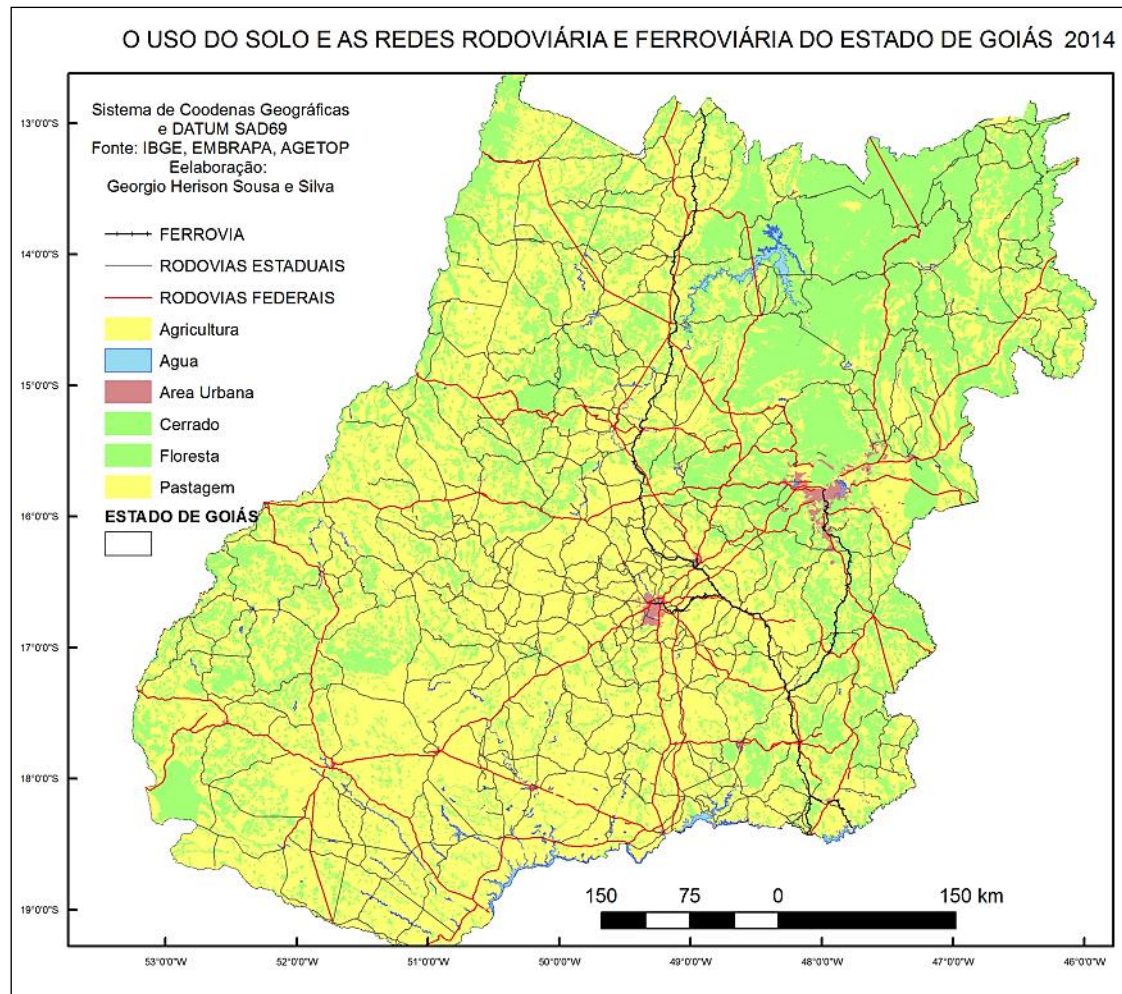 O USO DO SOLO E AS REDES RODOVIÁRIA E FERROVIÁRIA DO ESTADO DE GOIÁS 2014
Sistema de Coodenas Geográficas
e DATUM SAD69
Fonte: IBGE, EMBRAPA, AGETOP
Eelaboração:
Georgio Herison Sousa e Silva
FERROVIA
RODOVIAS ESTADUAIS
RODOVIAS FEDERAIS
Agricultura
Agua
Area Urbana
Cerrado
Floresta
Pastagem
ESTADO DE GOIÁS
13°0'0"S
14°0'0"S
15°0'0"S
16°0'0"S
17°0'0"S
18°0'0"S
19°0'0"S
150 75 0 150 km
53°0'0"W 52°0'0"W 51°0'0"W 50°0'0"W 49°0'0"W 48°0'0"W 47°0'0"W 46°0'0"W